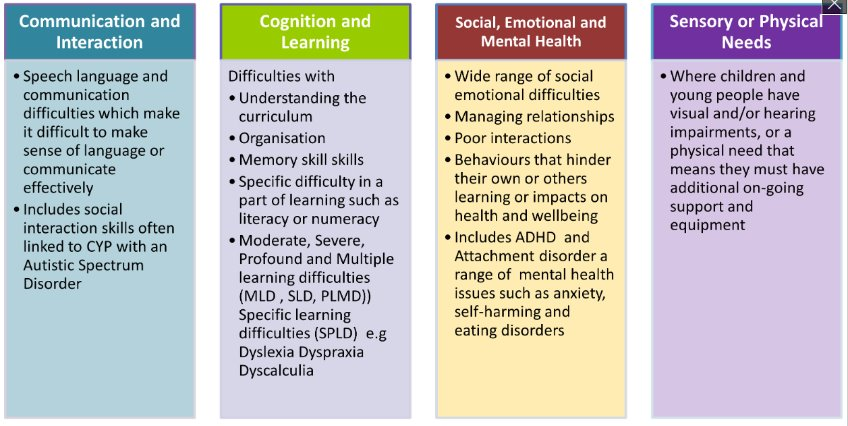 Communication and
Interaction
• Speech language and
communication
difficulties which make
it difficult to make
sense of language or
communicate
effectively
• Includes social
interaction skills often
linked to CYP with an
Autistic Spectrum
Disorder
Cognition and
Learning
Difficulties with
• Understanding the
curriculum
• Organisation
• Memory skill skills
• Specific difficulty in a
part of learning such as
literacy or numeracy
• Moderate, Severe,
Profound and Multiple
learning difficulties
(MLD , SLD, PLMD))
Specific learning
difficulties (SPLD) e.g
Dyslexia Dyspraxia
Dyscalculia
Social, Emotional and
Mental Health
• Wide range of social
emotional difficulties
• Managing relationships
• Poor interactions
• Behaviours that hinder
their own or others
learning or impacts on
health and wellbeing
• Includes ADHD and
Attachment disorder a
range of mental health
issues such as anxiety,
self-harming and
eating disorders
Sensory or Physical
Needs
• Where children and
young people have
visual and/or hearing
impairments, or a
physical need that
means they must have
additional on-going
support and
equipment